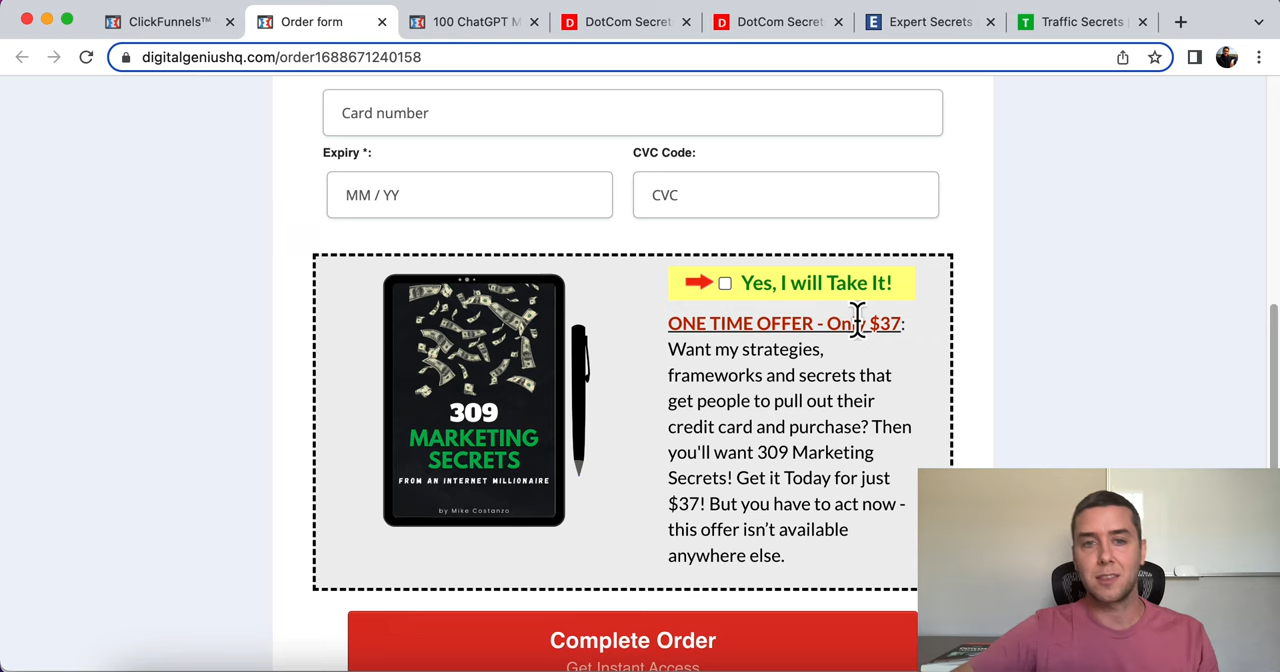 ClickFunnels™
Order form
100 ChatGPT M
DotCom Secret
DotCom Secret
Expert Secrets
Traffic Secrets
digitalgeniushq.com/order1688671240158
Card number
Expiry *:
CVC Code:
MM / YY
CVC
Yes, I will Take It!
ONE TIME OFFER - Only $37:
Want my strategies,
frameworks and secrets that
get people to pull out their
credit card and purchase? Then
you'll want 309 Marketing
Secrets! Get it Today for just
$37! But you have to act now -
this offer isn't available
anywhere else.
309
MARKETING
SECRETS
FROM AN INTERNET MILLIONAIRE
by Mike Costanzo
Complete Order
Get Instant Access